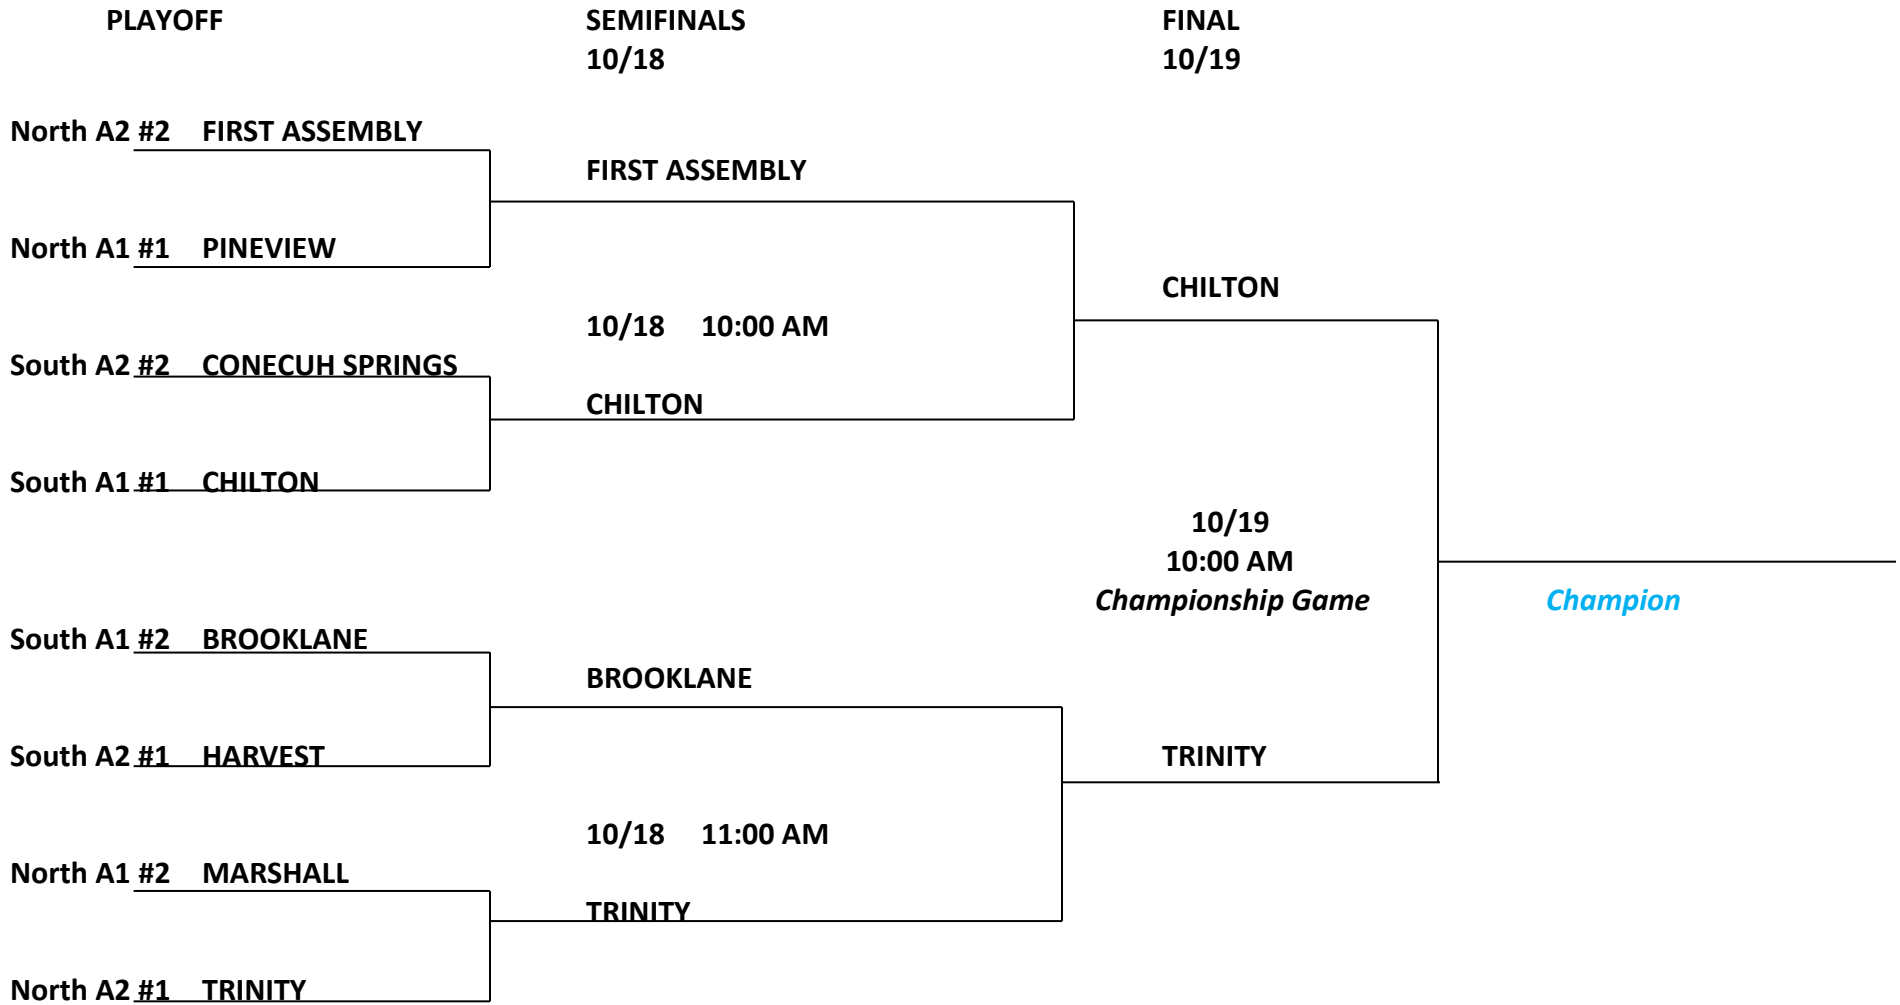 PLAYOFF SEMIFINALS FINAL
10/18 10/19
North A2 #2 FIRST ASSEMBLY
FIRST ASSEMBLY
North A1 #1 PINEVIEW
CHILTON
10/18 10:00 AM
South A2 #2 CONECUH SPRINGS
CHILTON
South A1 #1 CHILTON
10/19
10:00 AM
Championship Game Champion
South A1 #2 BROOKLANE
BROOKLANE
South A2 #1 HARVEST TRINITY
10/18 11:00 AM
North A1 #2 MARSHALL
TRINITY
North A2 #1 TRINITY